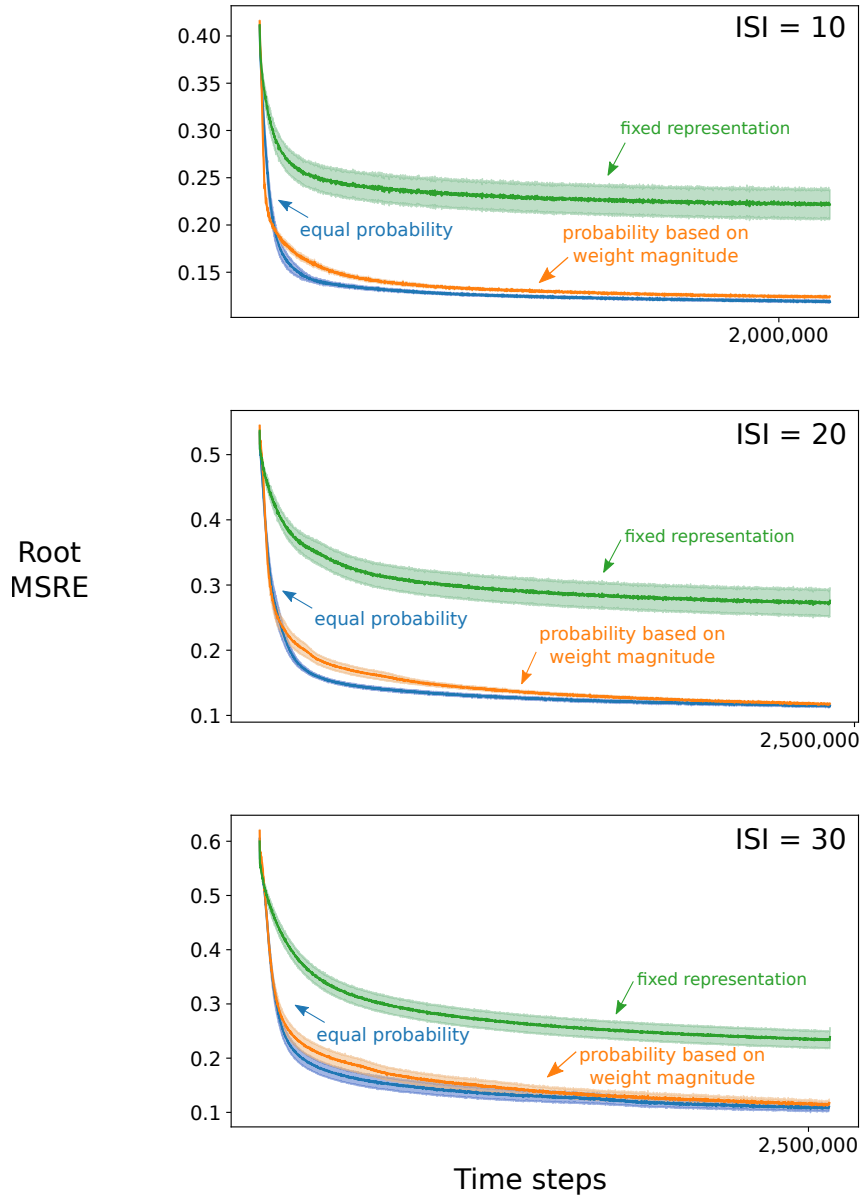 ISI = 10
0.40
0.35
0.30
0.25
0.20
0.15
fixed representation
equal probability
probability based on
weight magnitude
2,000,000
ISI = 20
0.5
0.4
0.3
0.2
0.1
fixed representation
equal probability
probability based on
weight magnitude
2,500,000
Root
MSRE
ISI = 30
0.6
0.5
0.4
0.3
0.2
0.1
fixed representation
equal probability
probability based on
weight magnitude
2,500,000
Time steps